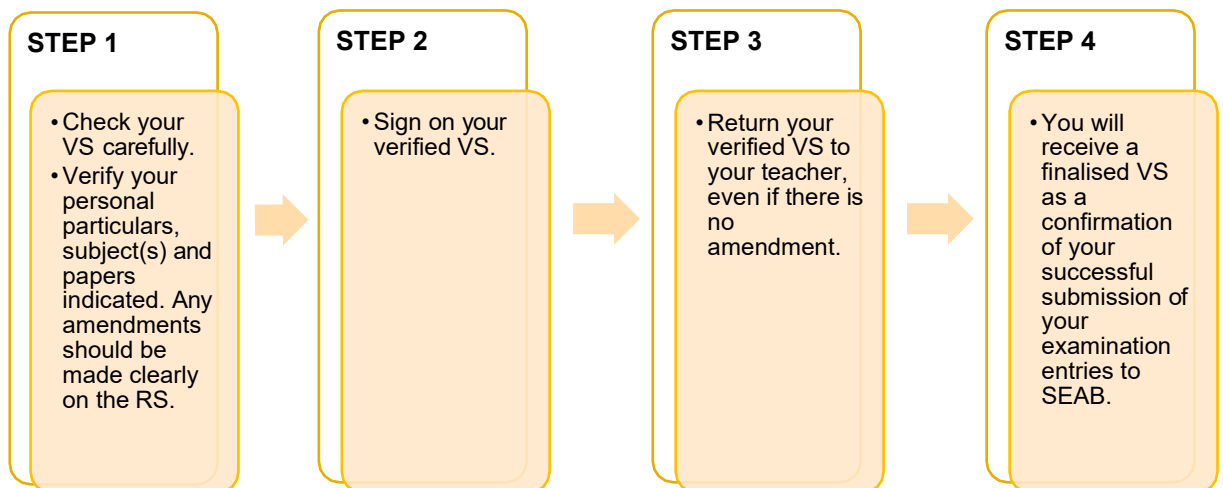 STEP 1
• Check your
VS carefully.
• Verify your
personal
particulars,
subject(s) and
papers
indicated. Any
amendments
should be
made clearly
on the RS.
STEP 2
• Sign on your
verified VS.
STEP 3
• Return your
verified VS to
your teacher,
even if there is
no
amendment.
STEP 4
• You will
receive a
finalised VS
as a
confirmation
of your
successful
submission of
your
examination
entries to
SEAB.